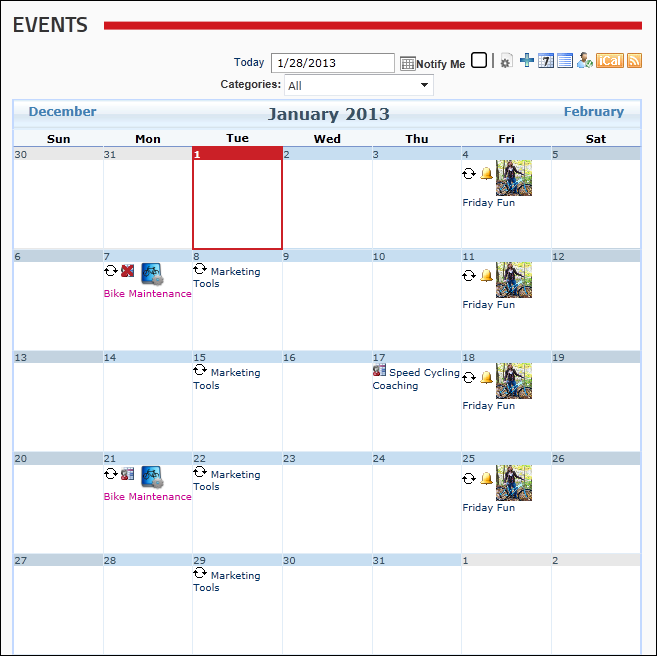 EVENTS
Today 1/28/2013 Notify Me 7 iCal
Categories: All
December January 2013 February
Sun Mon Tue Wed Thu Fri Sat
30 31 1 2 3 4 5
Friday Fun
6 7 8 9 10 11 12
Marketing
Tools
Bike Maintenance
Friday Fun
13 14 15 16 17 18 19
Marketing
Tools
Speed Cycling
Coaching
Friday Fun
20 21 22 23 24 25 26
Marketing
Tools
Bike Maintenance
Friday Fun
27 28 29 30 31 1 2
Marketing
Tools